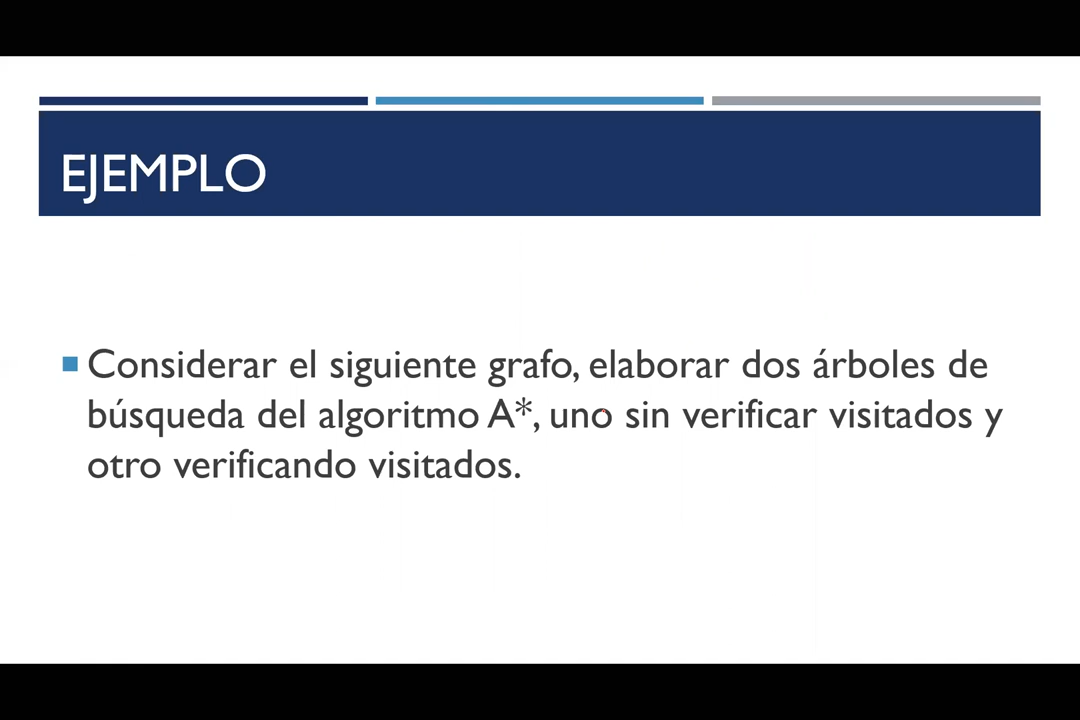 EJEMPLO
Considerar el siguiente grafo, elaborar dos árboles de
búsqueda del algoritmo A*, uno sin verificar visitados y
otro verificando visitados.